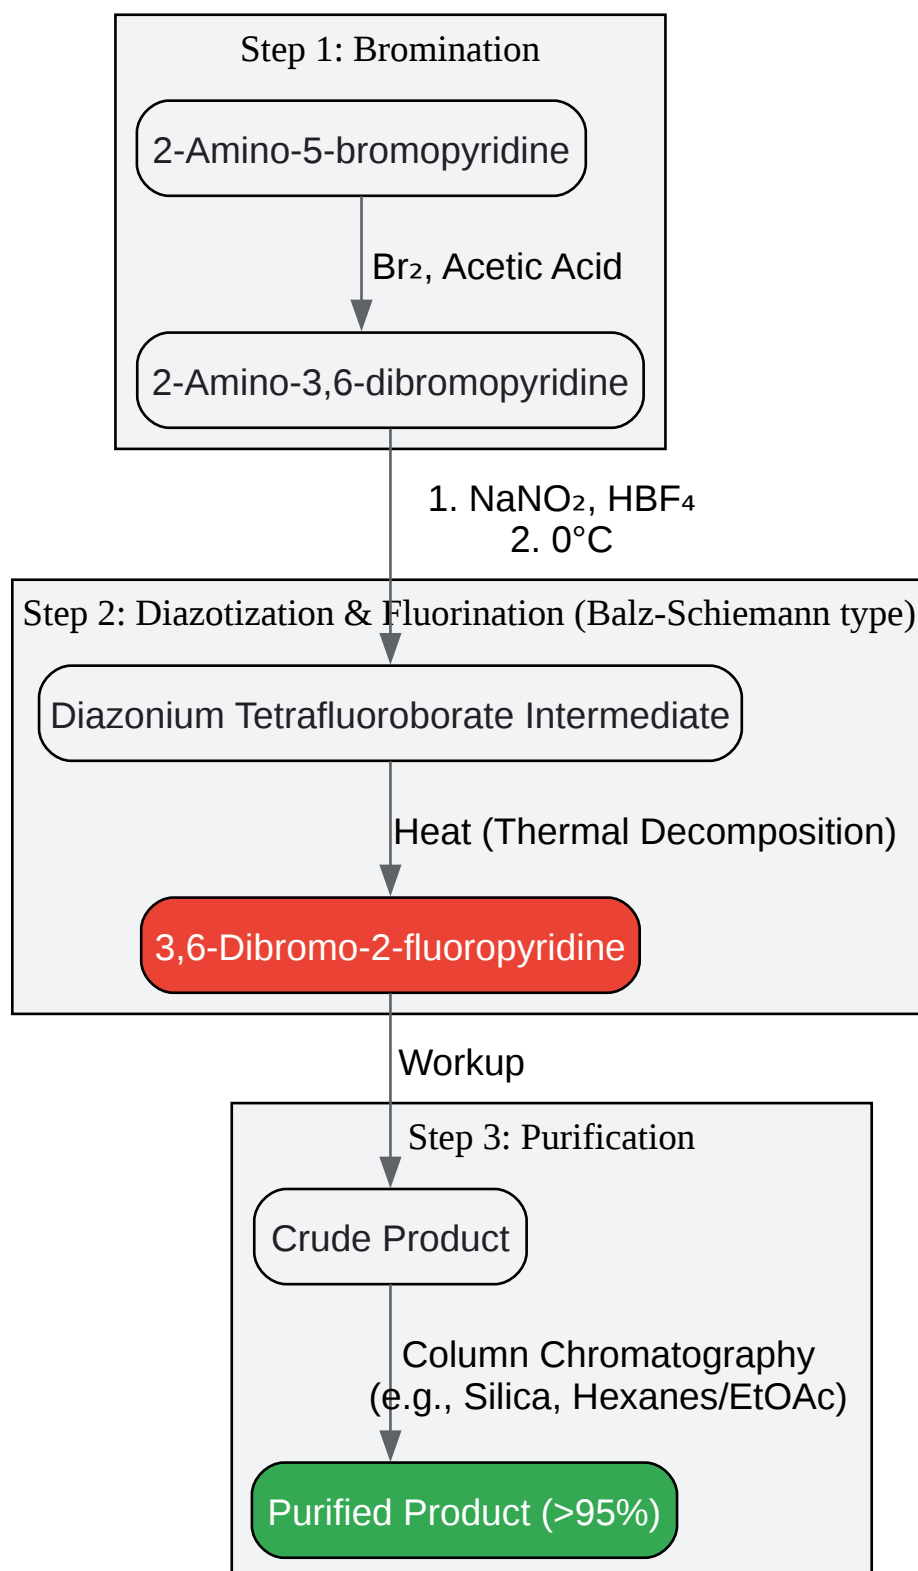 Step 1: Bromination
2-Amino-5-bromopyridine
Br₂, Acetic Acid
2-Amino-3,6-dibromopyridine
1. NaNO₂, HBF₄
2. 0°C
Step 2: Diazotization & Fluorination (Balz-Schiemann type)
Diazonium Tetrafluoroborate Intermediate
Heat (Thermal Decomposition)
3,6-Dibromo-2-fluoropyridine
Workup
Step 3: Purification
Crude Product
Column Chromatography
(e.g., Silica, Hexanes/EtOAc)
Purified Product (>95%)